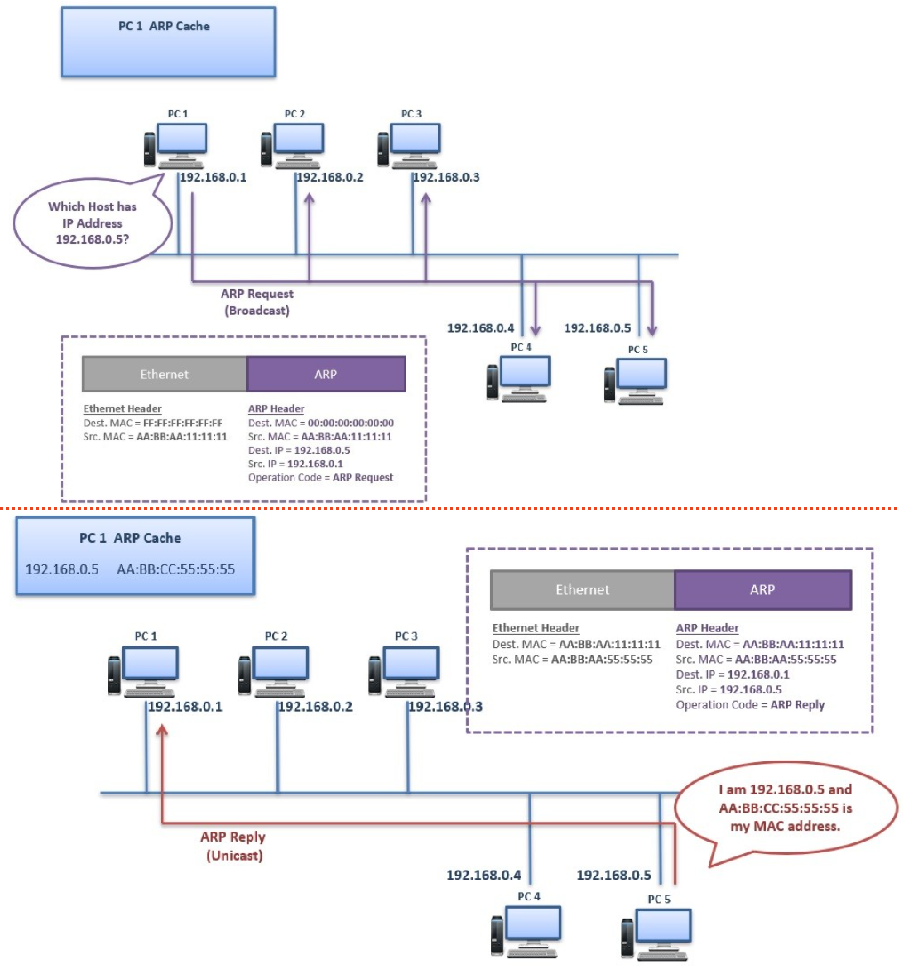 PC 1 ARP Cache
PC 1
PC 2
PC 3
192.168.0.1
192.168.0.2
192.168.0.3
Which Host has
IP Address
192.168.0.5?
ARP Request
(Broadcast)
192.168.0.4
192.168.0.5
PC 4
PC 5
Ethernet
ARP
Ethernet Header
Dest. MAC = FF:FF:FF:FF:FF:FF
Src. MAC = AA:BB:AA:11:11:11
ARP Header
Dest. MAC = 00:00:00:00:00:00
Src. MAC = AA:BB:AA:11:11:11
Dest. IP = 192.168.0.5
Src. IP = 192.168.0.1
Operation Code = ARP Request
PC 1 ARP Cache
192.168.0.5 AA:BB:CC:55:55:55
Ethernet
ARP
Ethernet Header
Dest. MAC = AA:BB:AA:11:11:11
Src. MAC = AA:BB:AA:55:55:55
ARP Header
Dest. MAC = AA:BB:AA:11:11:11
Src. MAC = AA:BB:AA:55:55:55
Dest. IP = 192.168.0.1
Src. IP = 192.168.0.5
Operation Code = ARP Reply
PC 1
PC 2
PC 3
192.168.0.1
192.168.0.2
192.168.0.3
I am 192.168.0.5 and
AA:BB:CC:55:55:55 is
my MAC address.
ARP Reply
(Unicast)
192.168.0.4
192.168.0.5
PC 4
PC 5